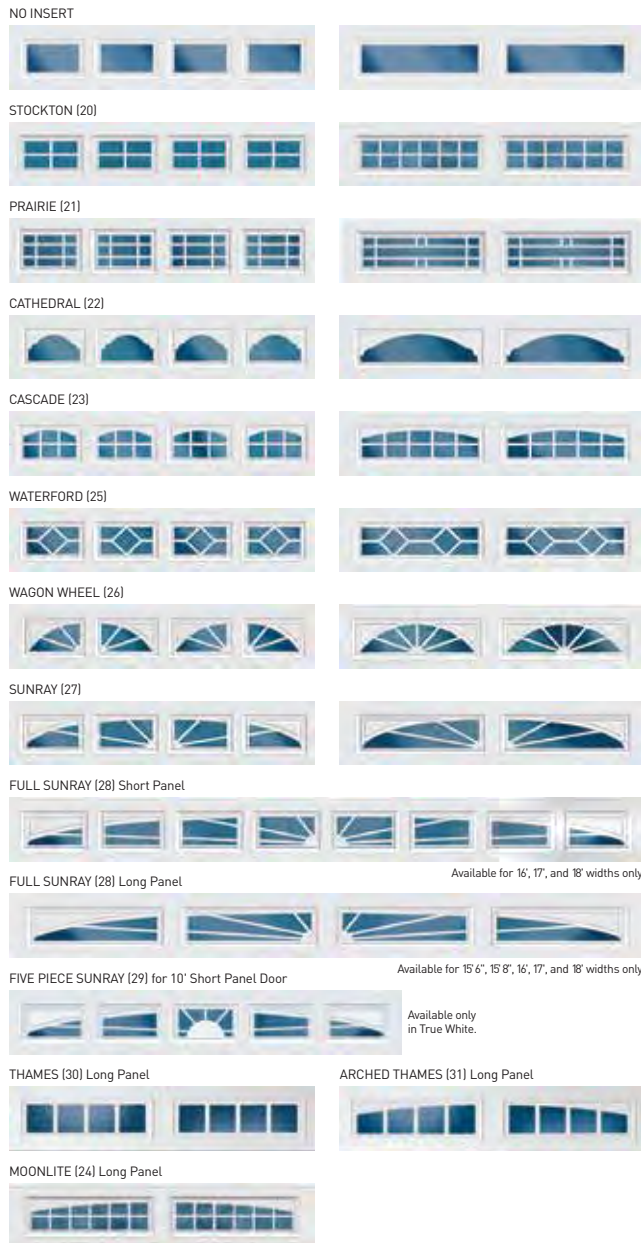 NO INSERT
STOCKTON (20)
PRAIRIE (21)
CATHEDRAL (22)
CASCADE (23)
WATERFORD (25)
WAGON WHEEL (26)
SUNRAY (27)
FULL SUNRAY (28) Short Panel
Available for 16', 17', and 18' widths only
FULL SUNRAY (28) Long Panel
Available for 15'6", 15'8", 16', 17', and 18' widths only
FIVE PIECE SUNRAY (29) for 10' Short Panel Door
Available only
in True White.
THAMES (30) Long Panel
ARCHED THAMES (31) Long Panel
MOONLITE (24) Long Panel